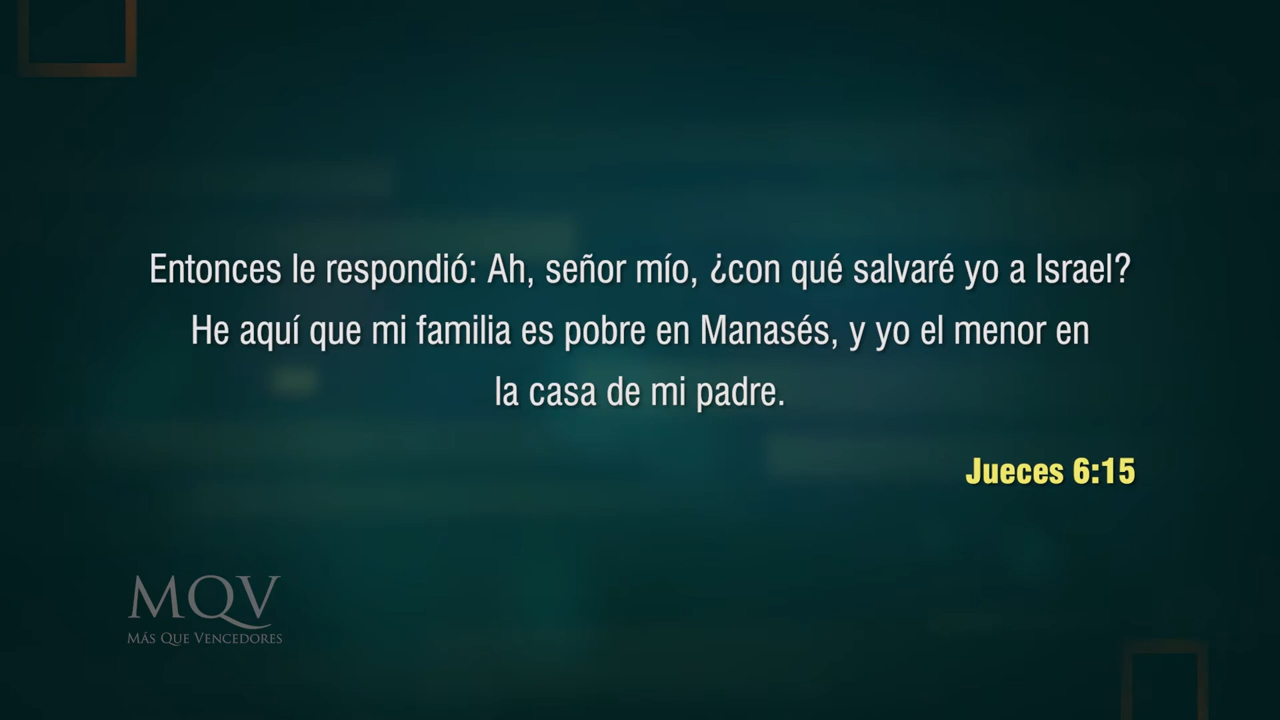 Entonces le respondió: Ah, señor mío, ¿con qué salvaré yo a Israel?
He aquí que mi familia es pobre en Manasés, y yo el menor en
la casa de mi padre.
Jueces 6:15
MQV
MÁS QUE VENCEDORES